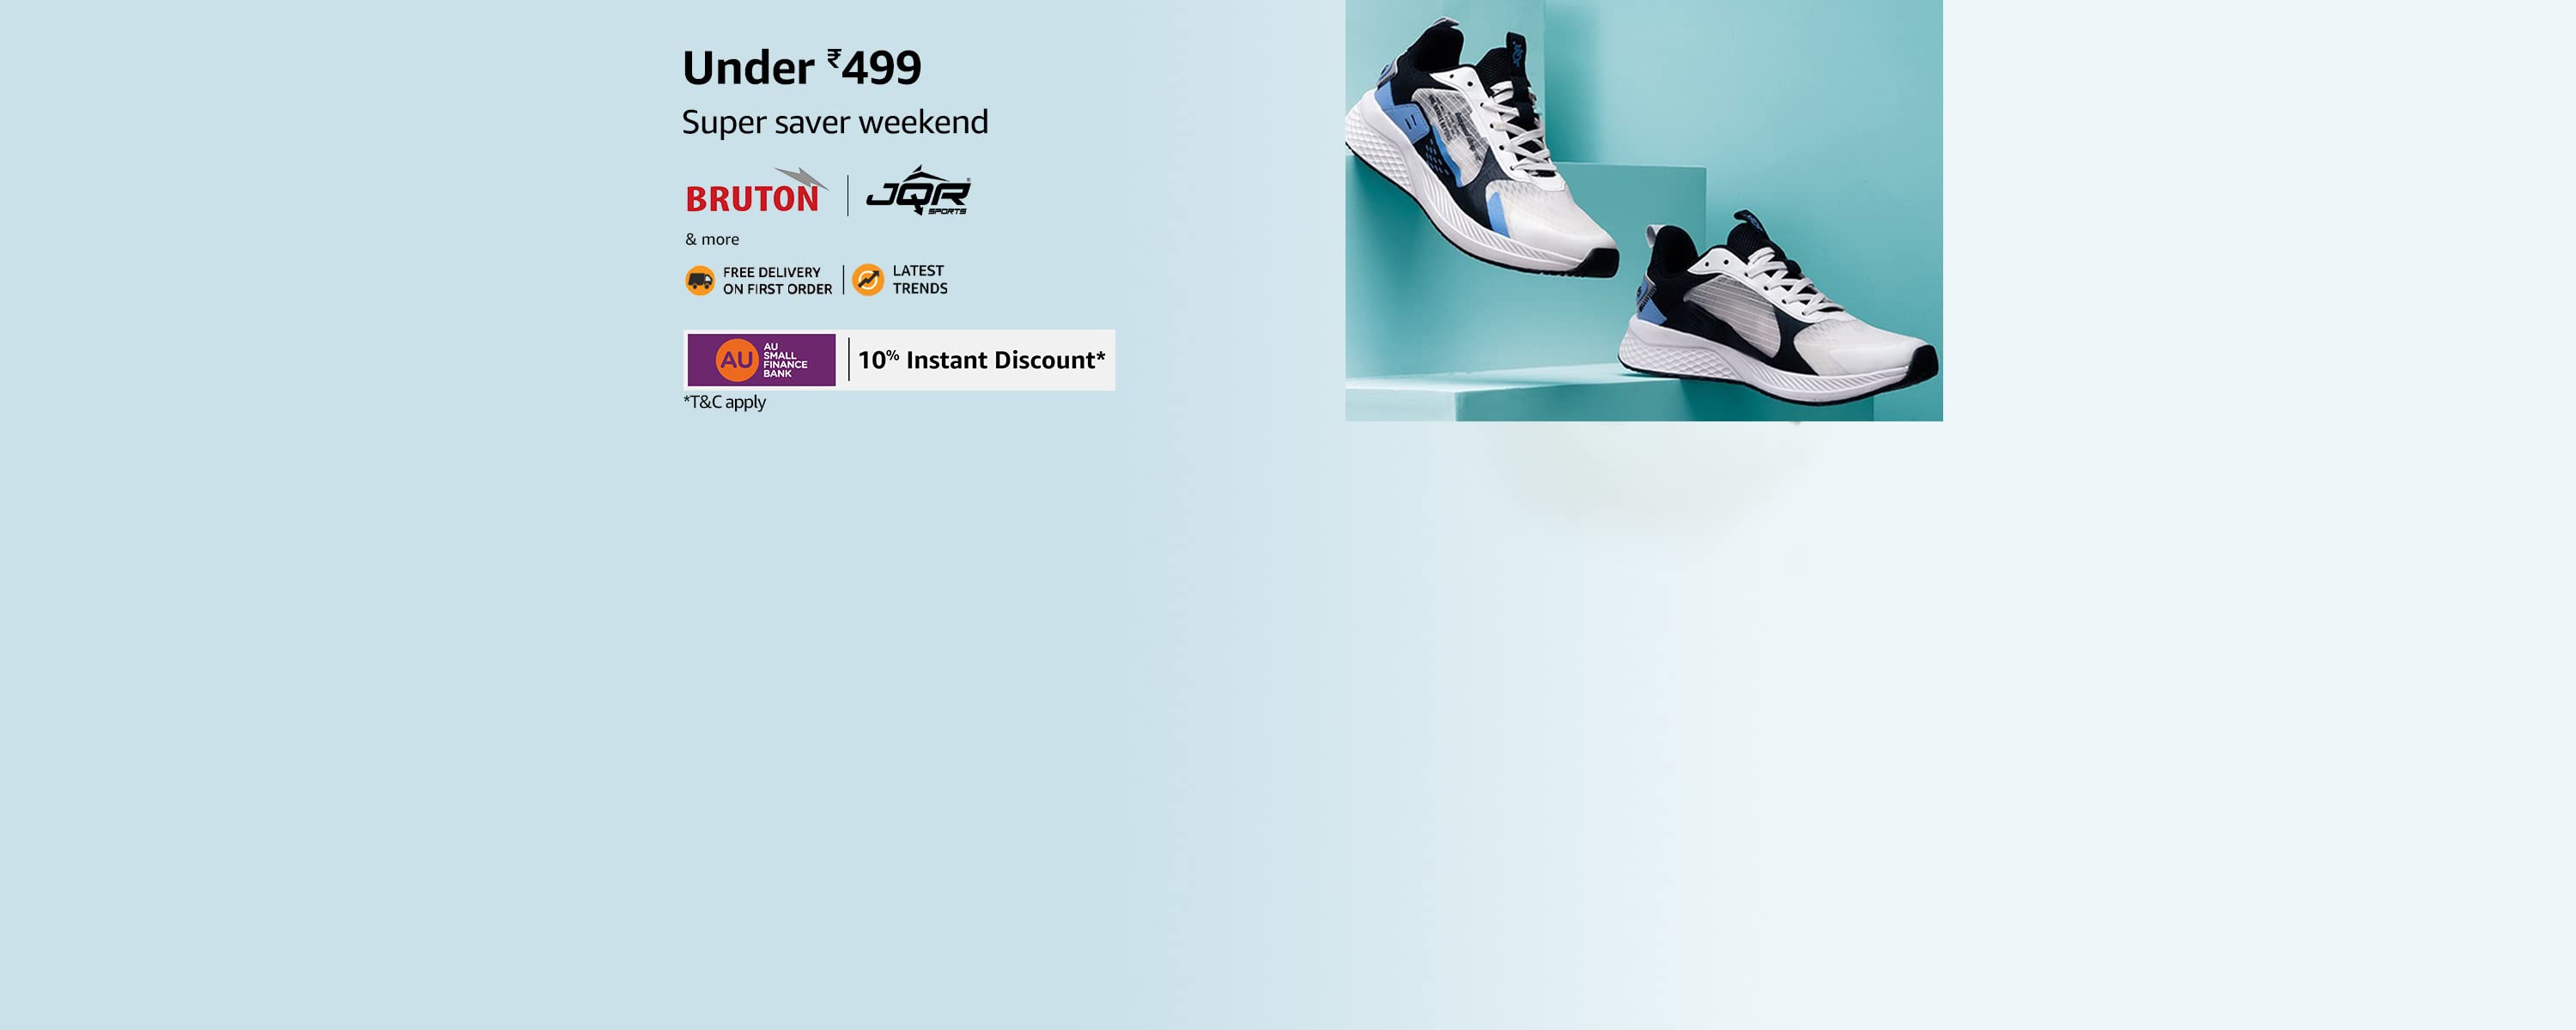 Under ₹499
Super saver weekend
BRUTON
JQR
SPORTS
& more
FREE DELIVERY
ON FIRST ORDER
LATEST
TRENDS
AU
AU
SMALL
FINANCE
BANK
10% Instant Discount*
*T&C apply
JQR